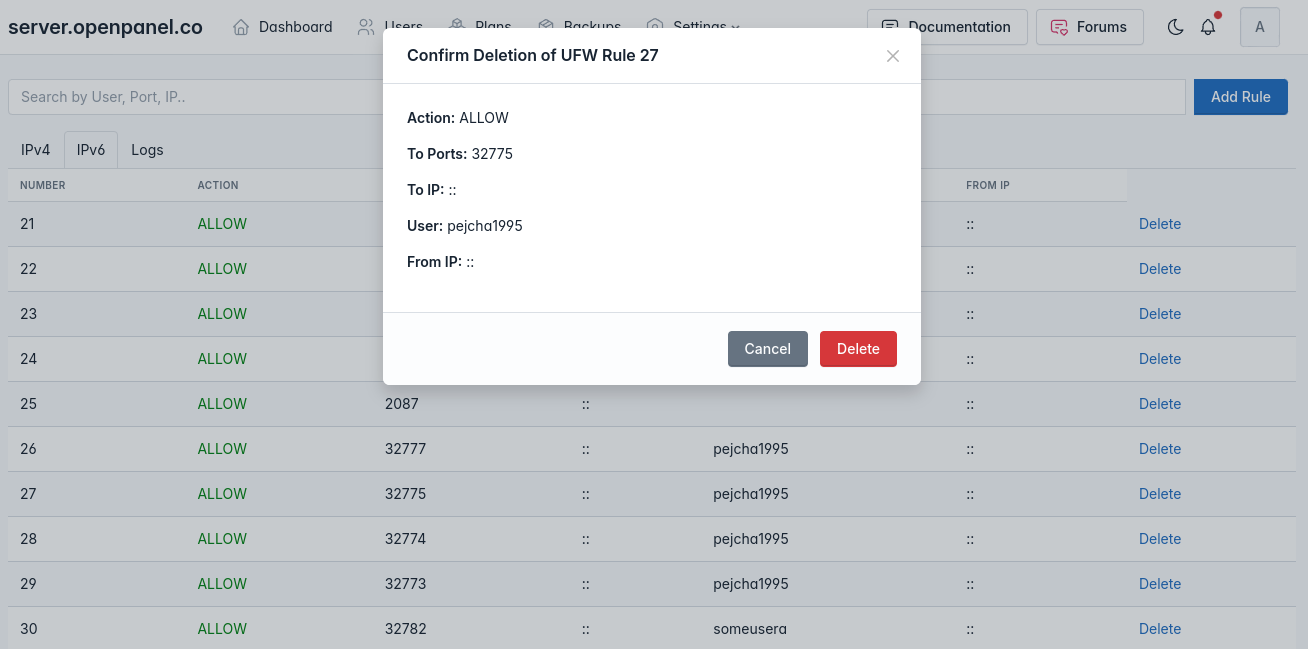 server.openpanel.co Dashboard Users Plans Backups Settings Documentation Forums A
Confirm Deletion of UFW Rule 27
Search by User, Port, IP.. Add Rule
Action: ALLOW
To Ports: 32775
To IP: ::
User: pejcha1995
From IP: ::
Cancel Delete
IPv4 IPv6 Logs
NUMBER ACTION FROM IP
21 ALLOW :: Delete
22 ALLOW :: Delete
23 ALLOW :: Delete
24 ALLOW :: Delete
25 ALLOW 2087 :: :: Delete
26 ALLOW 32777 :: pejcha1995 :: Delete
27 ALLOW 32775 :: pejcha1995 :: Delete
28 ALLOW 32774 :: pejcha1995 :: Delete
29 ALLOW 32773 :: pejcha1995 :: Delete
30 ALLOW 32782 :: someusera :: Delete